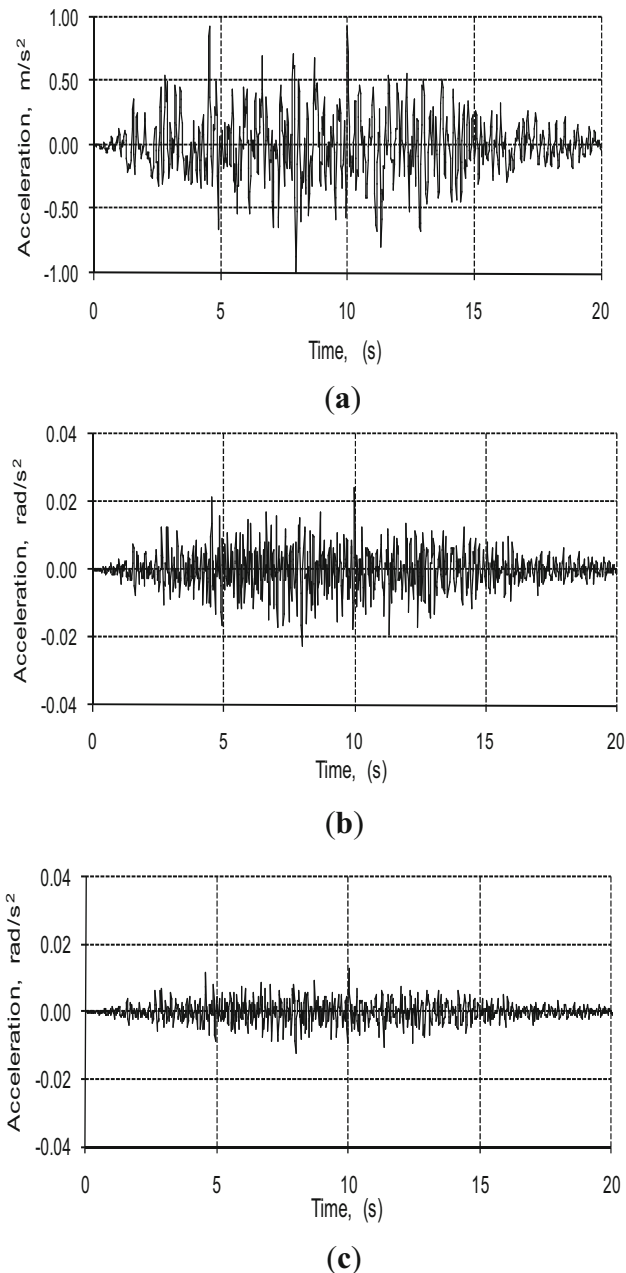 Acceleration, m/s²
1.00
0.50
0.00
-0.50
-1.00
0 5 10 15 20
Time, (s)
(a)
Acceleration, rad/s²
0.04
0.02
0.00
-0.02
-0.04
0 5 10 15 20
Time, (s)
(b)
Acceleration, rad/s²
0.04
0.02
0.00
-0.02
-0.04
0 5 10 15 20
Time, (s)
(c)